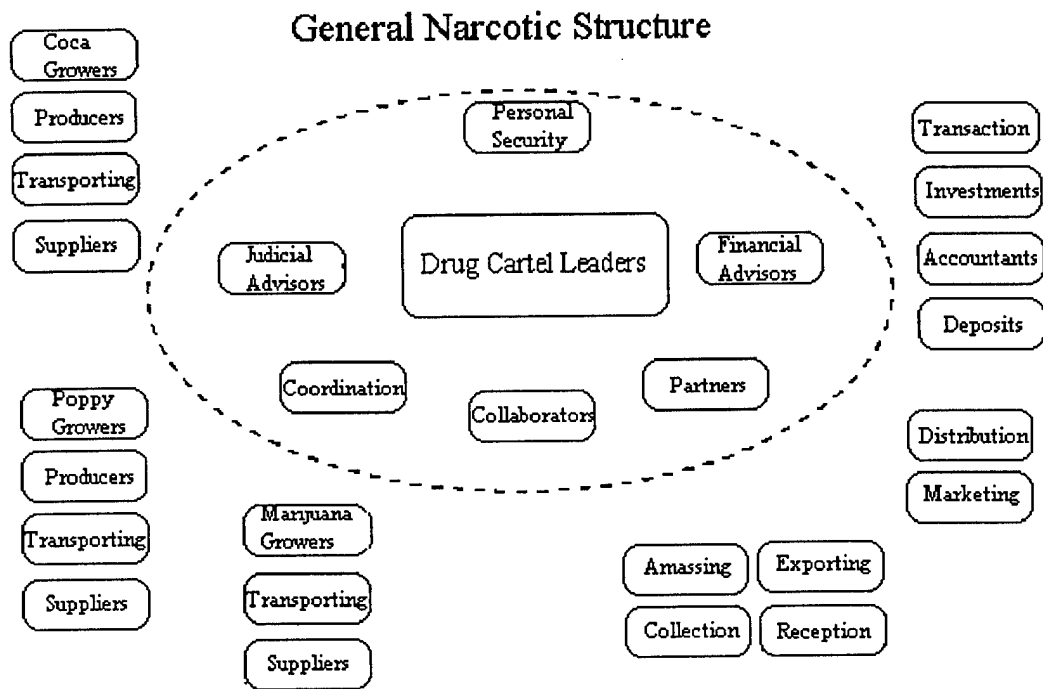 General Narcotic Structure
Coca
Growers
Producers
Transporting
Suppliers
Personal
Security
Judicial
Advisors
Drug Cartel Leaders
Financial
Advisors
Coordination
Collaborators
Partners
Transaction
Investments
Accountants
Deposits
Poppy
Growers
Producers
Transporting
Suppliers
Marijuana
Growers
Transporting
Suppliers
Amassing
Exporting
Collection
Reception
Distribution
Marketing